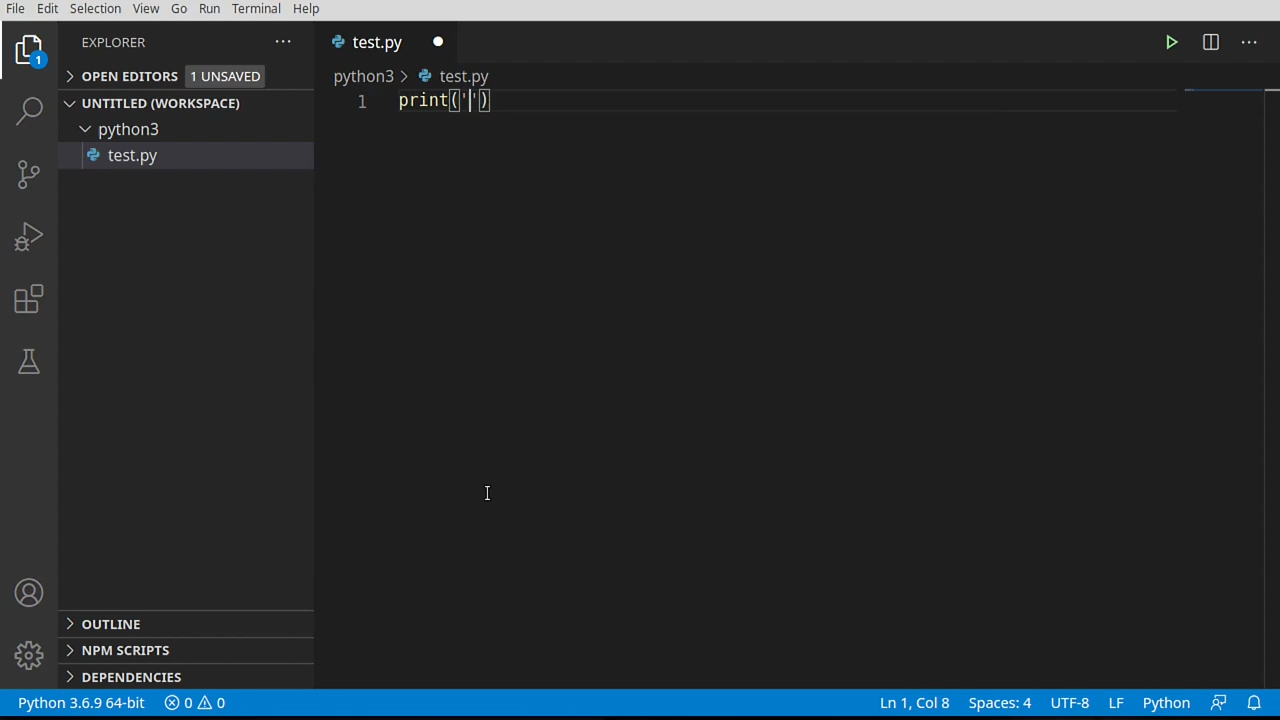 File Edit Selection View Go Run Terminal Help
EXPLORER
OPEN EDITORS 1 UNSAVED
UNTITLED (WORKSPACE)
python3
test.py
OUTLINE
NPM SCRIPTS
DEPENDENCIES
1
test.py
python3 > test.py
1 print('')
Python 3.6.9 64-bit 0 0 Ln 1, Col 8 Spaces: 4 UTF-8 LF Python